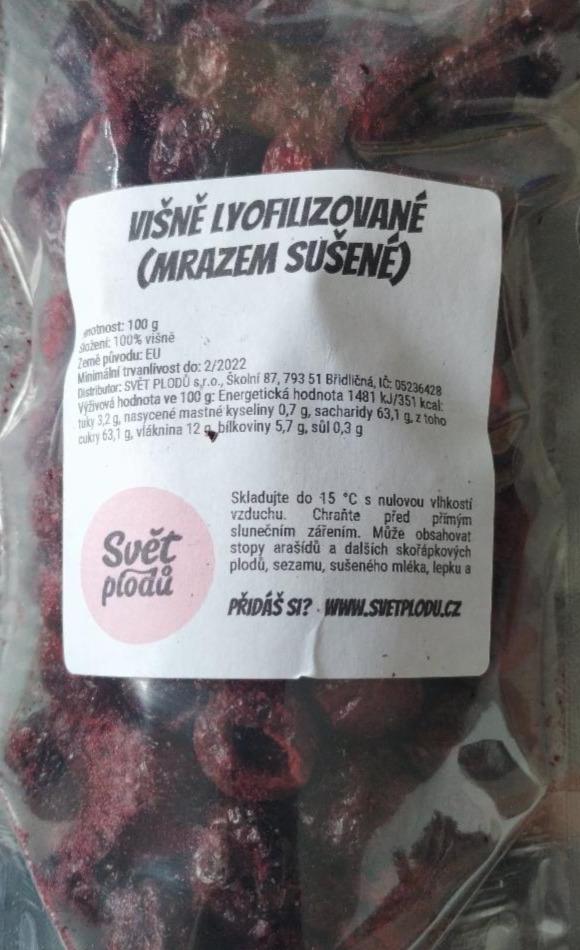 VIŠNĚ LYOFILIZOVANÉ
(MRAZEM SUŠENÉ)
motnost: 100 g
složení: 100% višně
Země původu: EU
Minimální trvanlivost do: 2/2022
Distributor: SVĚT PLODŮ s.r.o., Školní 87, 793 51 Břidličná, IČ: 05236428
Výživová hodnota ve 100 g: Energetická hodnota 1481 kJ/351 kcal:
tuky 3,2 g, nasycené mastné kyseliny 0,7 g, sacharidy 63,1 g, z toho
cukry 63,1 g, vláknina 12 g, bílkoviny 5,7 g, sůl 0,3 g
Skladujte do 15 °C s nulovou vlhkostí
vzduchu. Chraňte před přímým
slunečním zářením. Může obsahovat
stopy arašídů a dalších skořápkových
plodů, sezamu, sušeného mléka, lepku a
Svět
plodů
PŘIDÁŠ SI? · WWW.SVETPLODU.CZ